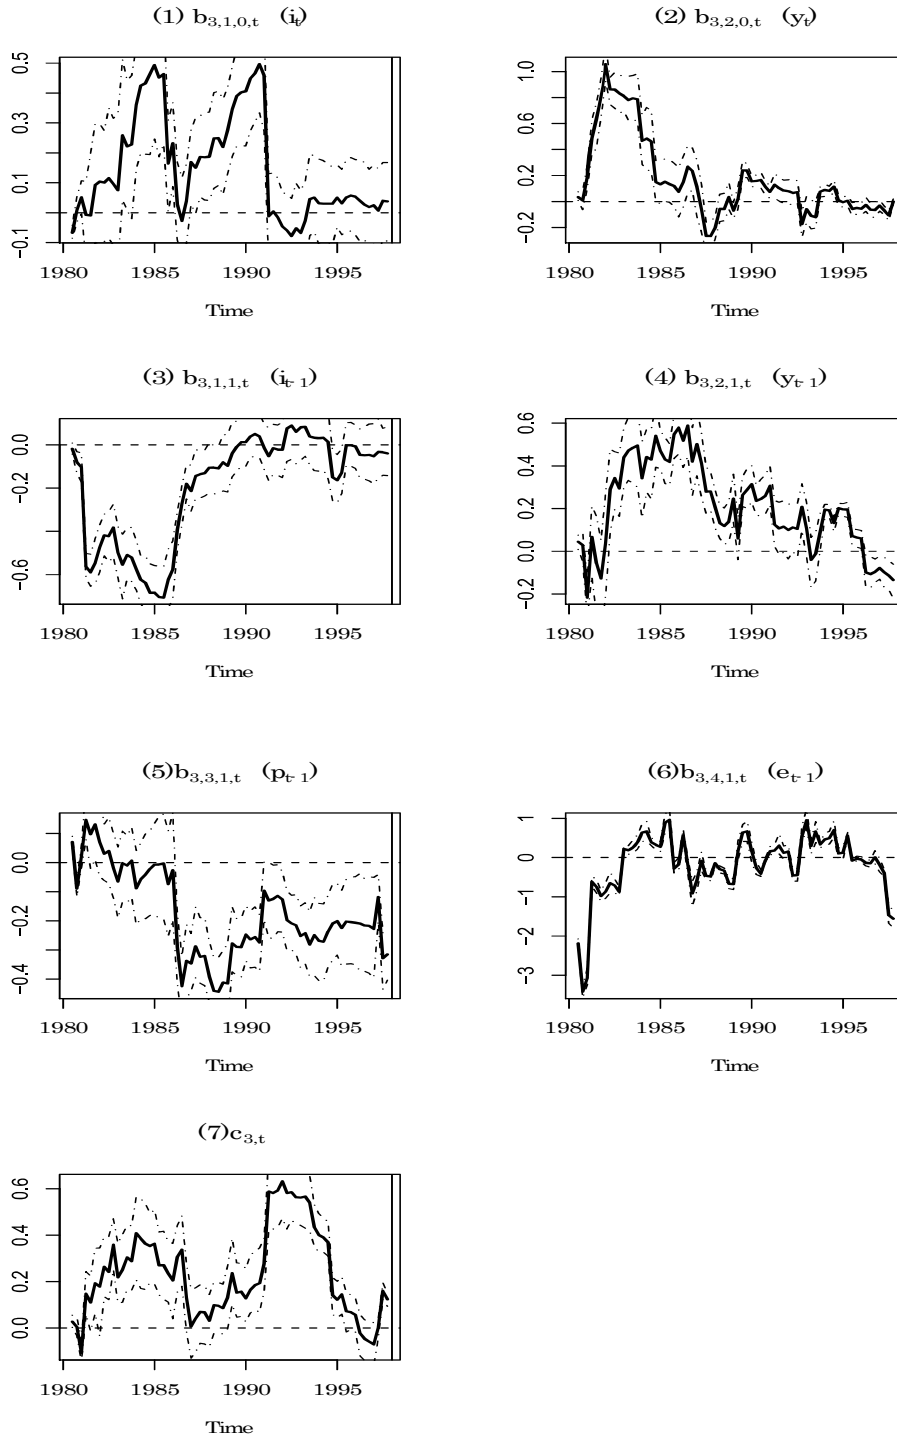 (1) b3,1,0,t (it)
0.5
0.3
0.1
−0.1
1980 1985 1990 1995
Time
(2) b3,2,0,t (yt)
1.0
0.6
0.2
−0.2
1980 1985 1990 1995
Time
(3) b3,1,1,t (it-1)
0.0
−0.2
−0.6
1980 1985 1990 1995
Time
(4) b3,2,1,t (yt-1)
0.6
0.4
0.2
0.0
−0.2
1980 1985 1990 1995
Time
(5)b3,3,1,t (pt-1)
0.0
−0.2
−0.4
1980 1985 1990 1995
Time
(6)b3,4,1,t (et-1)
1
0
−1
−2
−3
1980 1985 1990 1995
Time
(7)c3,t
0.6
0.4
0.2
0.0
1980 1985 1990 1995
Time